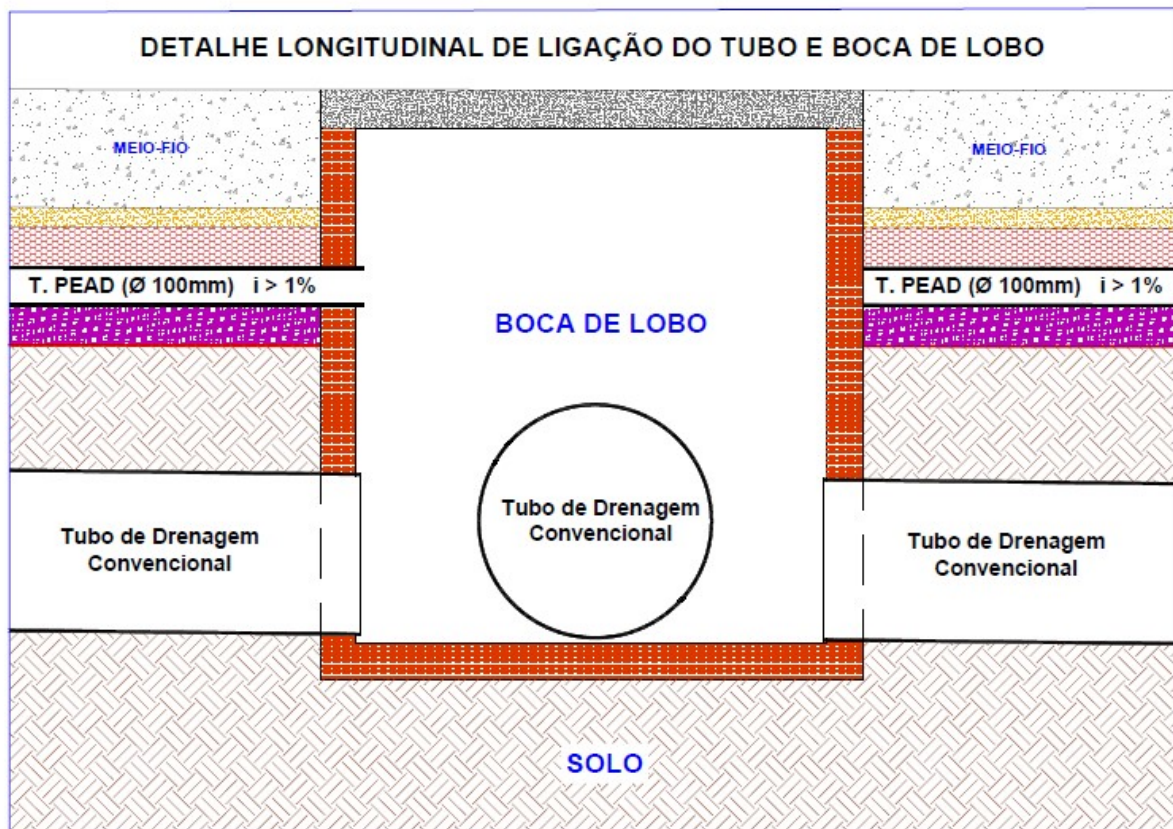 DETALHE LONGITUDINAL DE LIGAÇÃO DO TUBO E BOCA DE LOBO
MEIO-FIO
MEIO-FIO
T. PEAD (Ø 100mm) i > 1%
T. PEAD (Ø 100mm) i > 1%
BOCA DE LOBO
Tubo de Drenagem
Convencional
Tubo de Drenagem
Convencional
Tubo de Drenagem
Convencional
SOLO